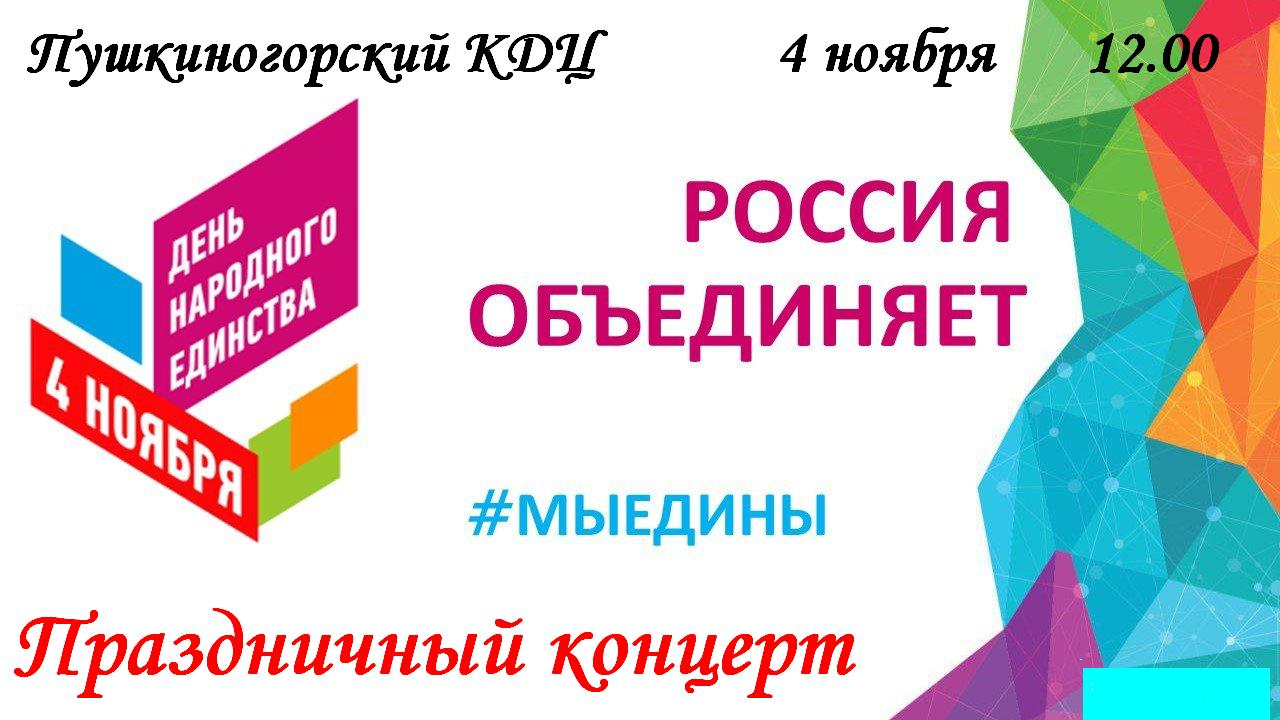 Пушкиногорский КДЦ 4 ноября 12.00
ДЕНЬ
НАРОДНОГО
ЕДИНСТВА
4 НОЯБРЯ
РОССИЯ
ОБЪЕДИНЯЕТ
#МЫЕДИНЫ
Праздничный концерт